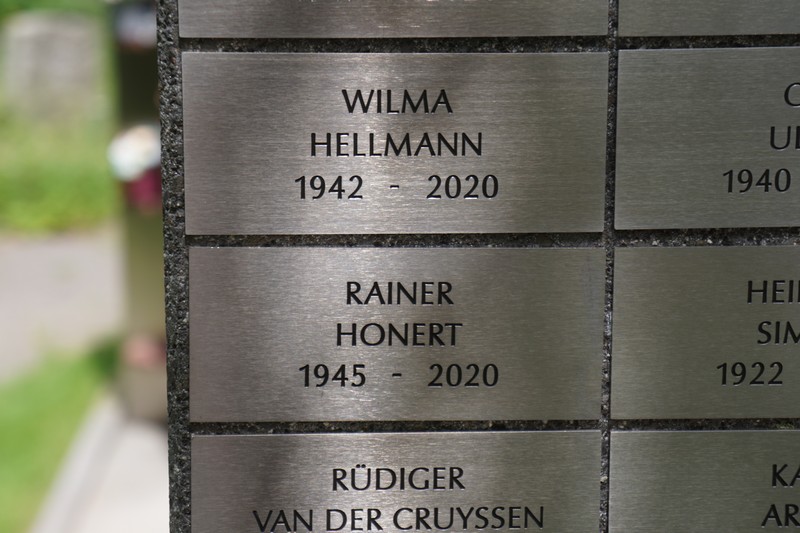 WILMA
HELLMANN
1942 - 2020
RAINER
HONERT
1945 - 2020
RÜDIGER
VAN DER CRUYSSEN
1940
1922